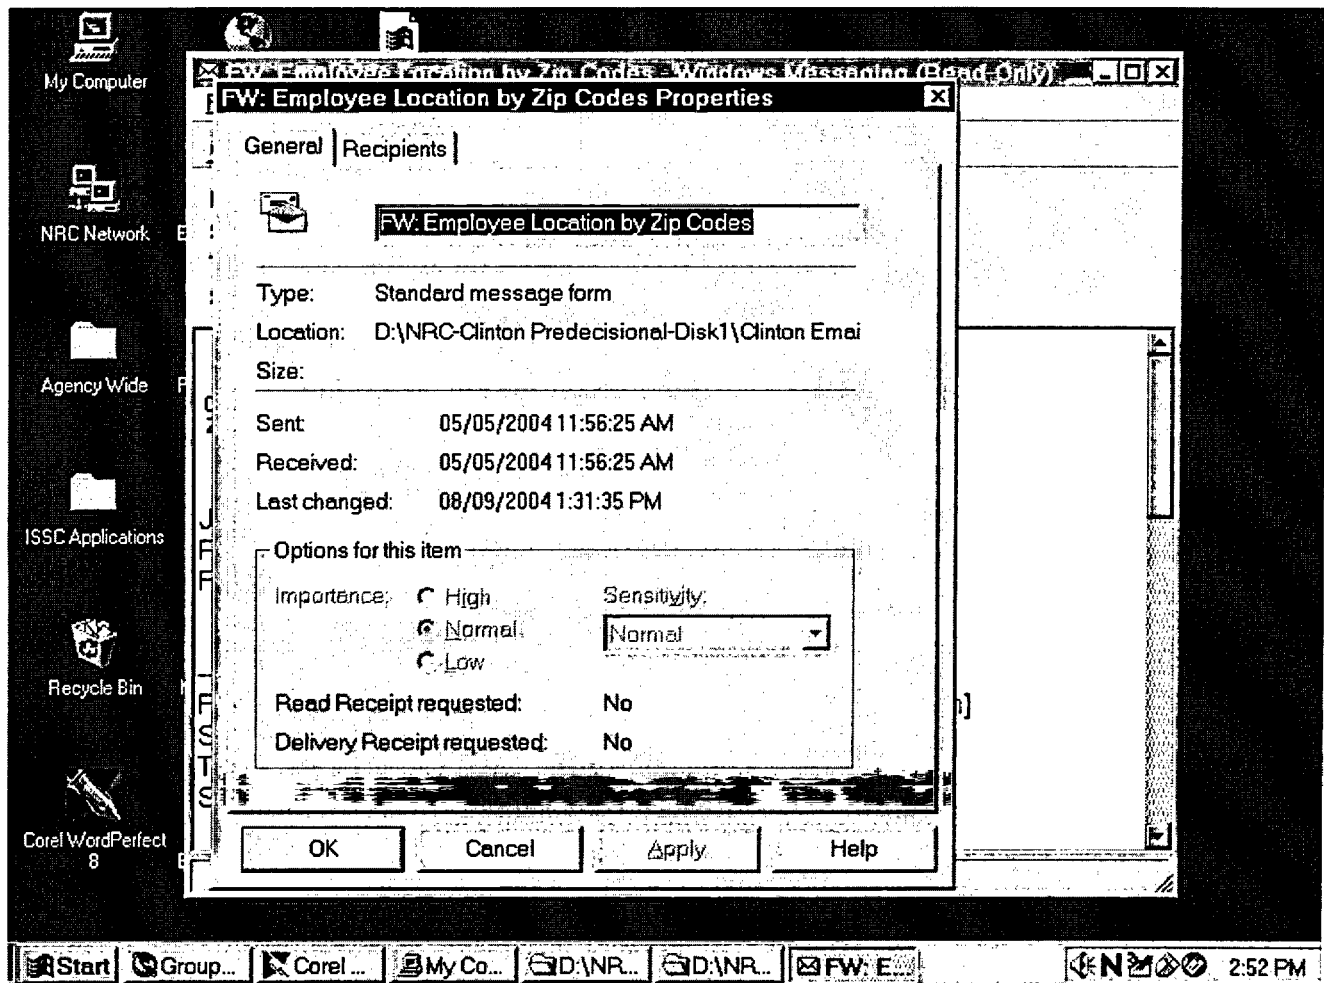 My Computer
NRC Network
Agency Wide
ISSC Applications
Recycle Bin
Corel WordPerfect
8
FW: Employee Location by Zip Codes - Windows Messaging (Read-Only)
FW: Employee Location by Zip Codes Properties
General
Recipients
FW: Employee Location by Zip Codes
Type: Standard message form
Location: D:\NRC-Clinton Predecisional-Disk1\Clinton Emai
Size:
Sent: 05/05/2004 11:56:25 AM
Received: 05/05/2004 11:56:25 AM
Last changed: 08/09/2004 1:31:35 PM
Options for this item
Importance: High
Normal
Low
Sensitivity:
Normal
Read Receipt requested: No
Delivery Receipt requested: No
OK
Cancel
Apply
Help
Start
Group...
Corel ...
My Co...
D:\NR...
D:\NR...
FW: E...
2:52 PM